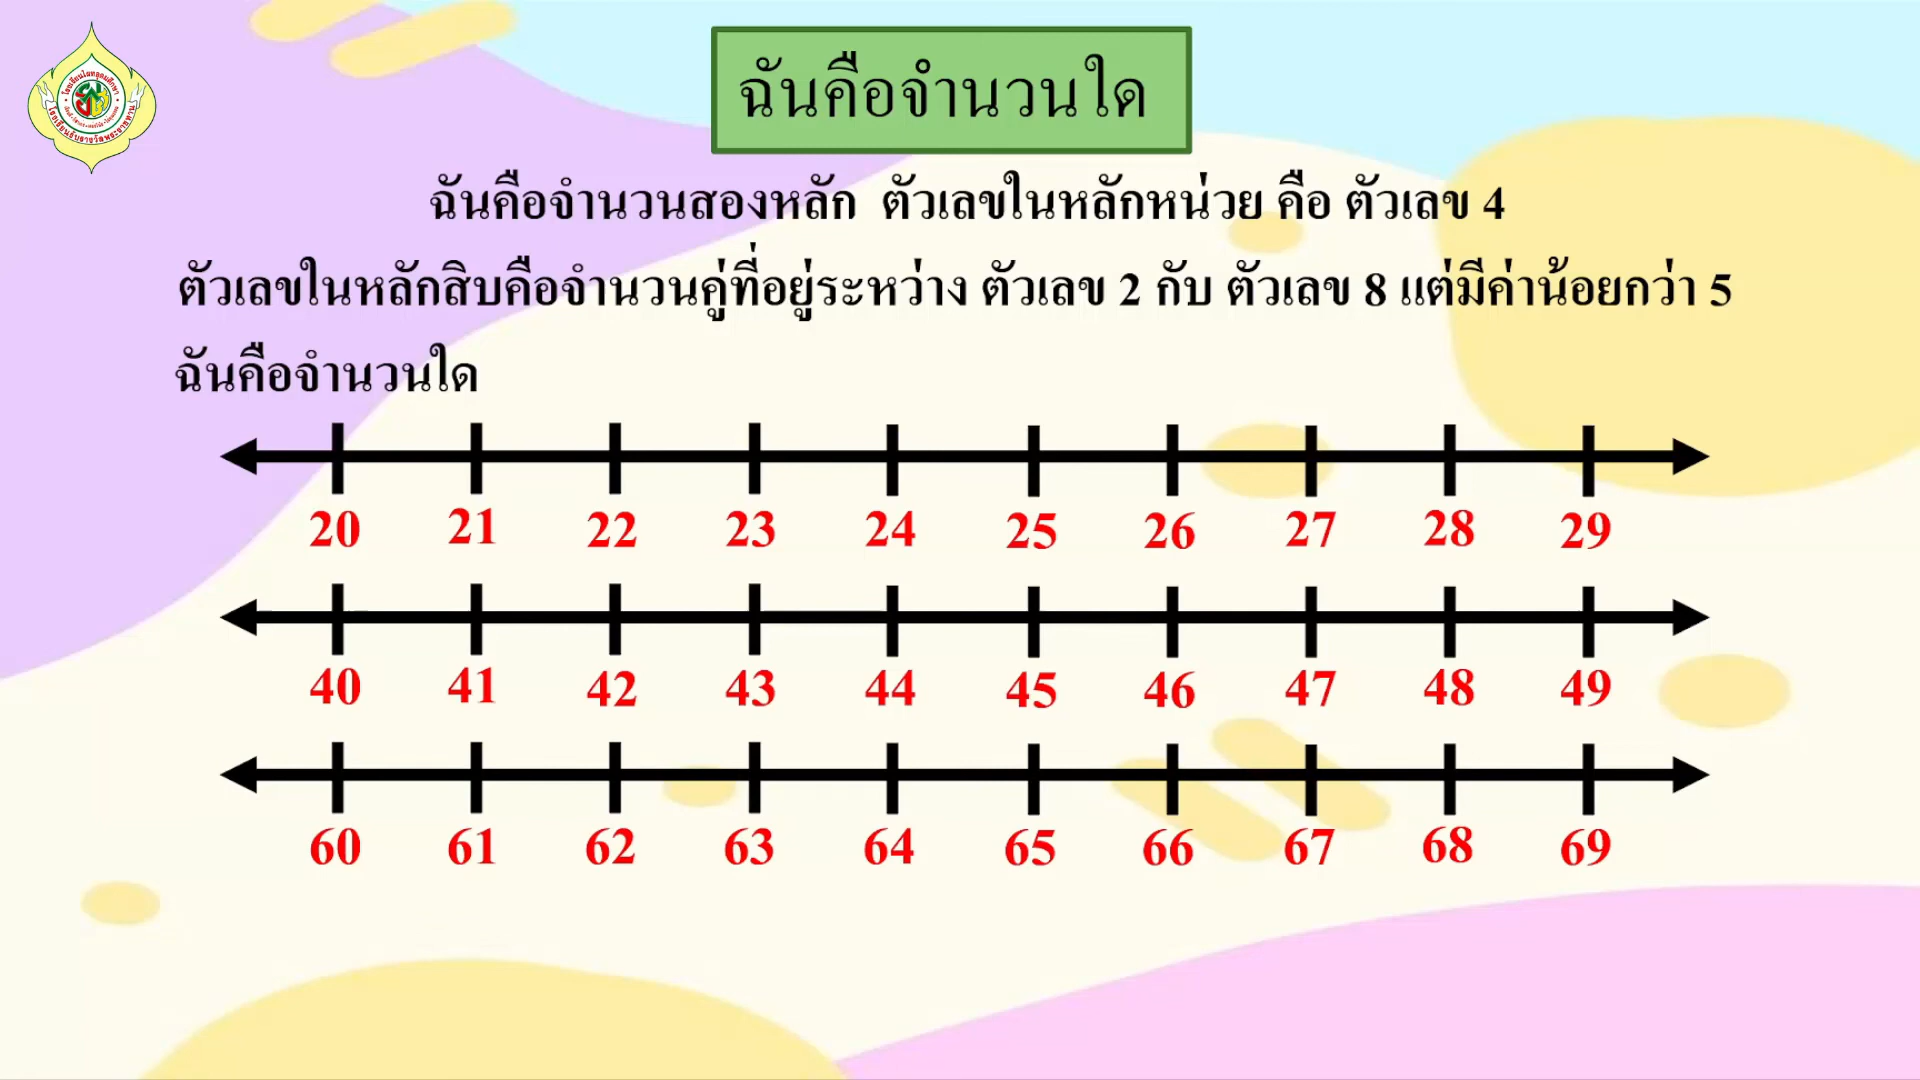 ฉันคือจำนวนใด
ฉันคือจำนวนสองหลัก ตัวเลขในหลักหน่วย คือ ตัวเลข 4
ตัวเลขในหลักสิบคือจำนวนคู่ที่อยู่ระหว่าง ตัวเลข 2 กับ ตัวเลข 8 แต่มีค่าน้อยกว่า 5
ฉันคือจำนวนใด
20 21 22 23 24 25 26 27 28 29
40 41 42 43 44 45 46 47 48 49
60 61 62 63 64 65 66 67 68 69